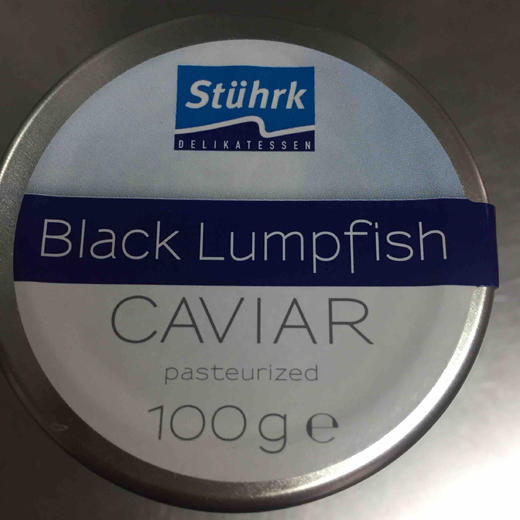 Stührk
DELIKATESSEN
Black Lumpfish
CAVIAR
pasteurized
100g ℮